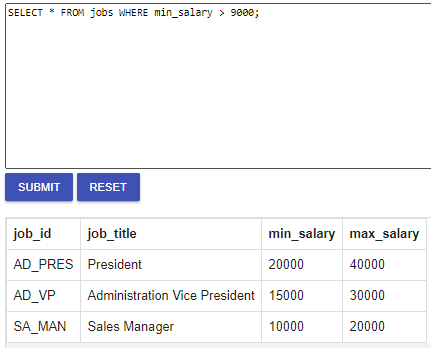 SELECT * FROM jobs WHERE min_salary > 9000;
SUBMIT RESET
job_id job_title min_salary max_salary
AD_PRES President 20000 40000
AD_VP Administration Vice President 15000 30000
SA_MAN Sales Manager 10000 20000